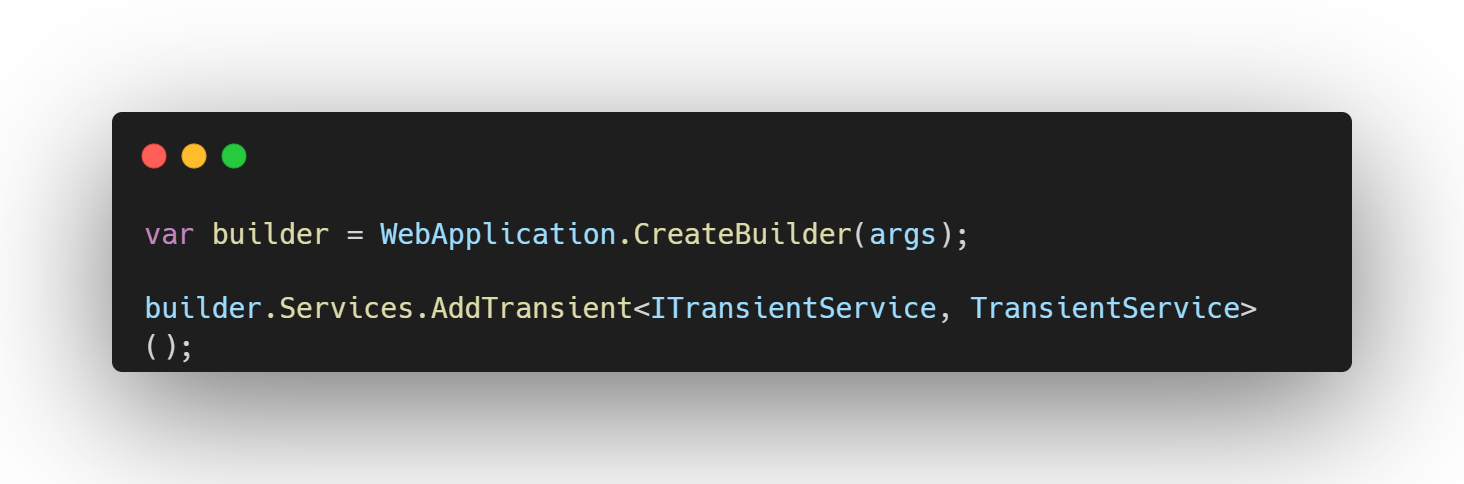 var builder = WebApplication.CreateBuilder(args);
builder.Services.AddTransient<ITransientService, TransientService>
();